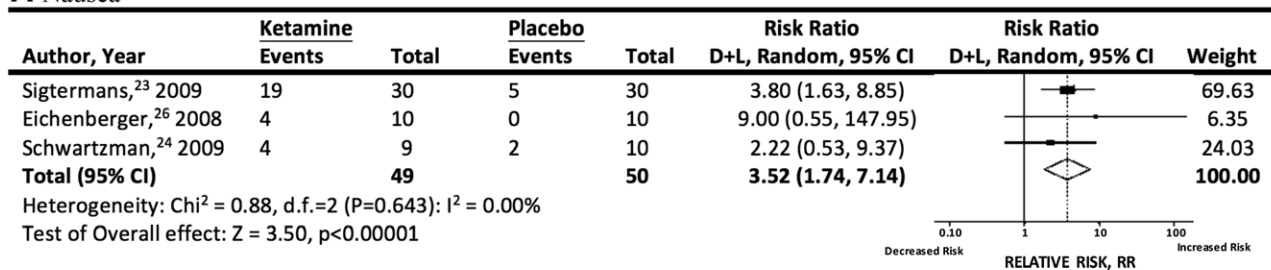 A Nausea
Ketamine Placebo Risk Ratio Risk Ratio
Author, Year Events Total Events Total D+L, Random, 95% CI D+L, Random, 95% CI Weight
Sigtermans,²³ 2009 19 30 5 30 3.80 (1.63, 8.85) 69.63
Eichenberger,²⁶ 2008 4 10 0 10 9.00 (0.55, 147.95) 6.35
Schwartzman,²⁴ 2009 4 9 2 10 2.22 (0.53, 9.37) 24.03
Total (95% CI) 49 50 3.52 (1.74, 7.14) 100.00
Heterogeneity: Chi² = 0.88, d.f.=2 (P=0.643): I² = 0.00%
Test of Overall effect: Z = 3.50, p<0.00001
0.10 1 10 100
Decreased Risk Increased Risk
RELATIVE RISK, RR